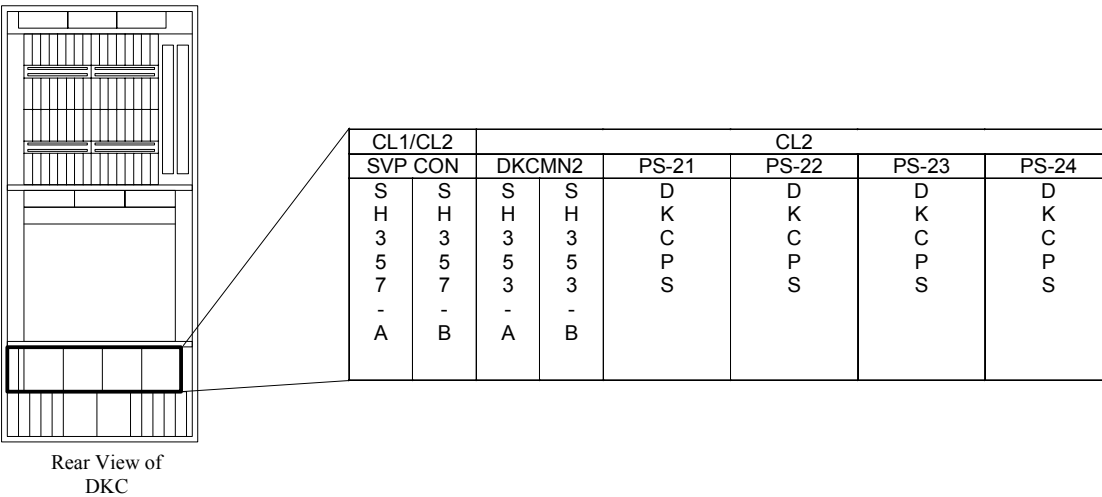 CL1/CL2 CL2
SVP CON DKCMN2 PS-21 PS-22 PS-23 PS-24
S S S S D D D D
H H H H K K K K
3 3 3 3 C C C C
5 5 5 5 P P P P
7 7 3 3 S S S S
- - - -
A B A B
Rear View of
DKC